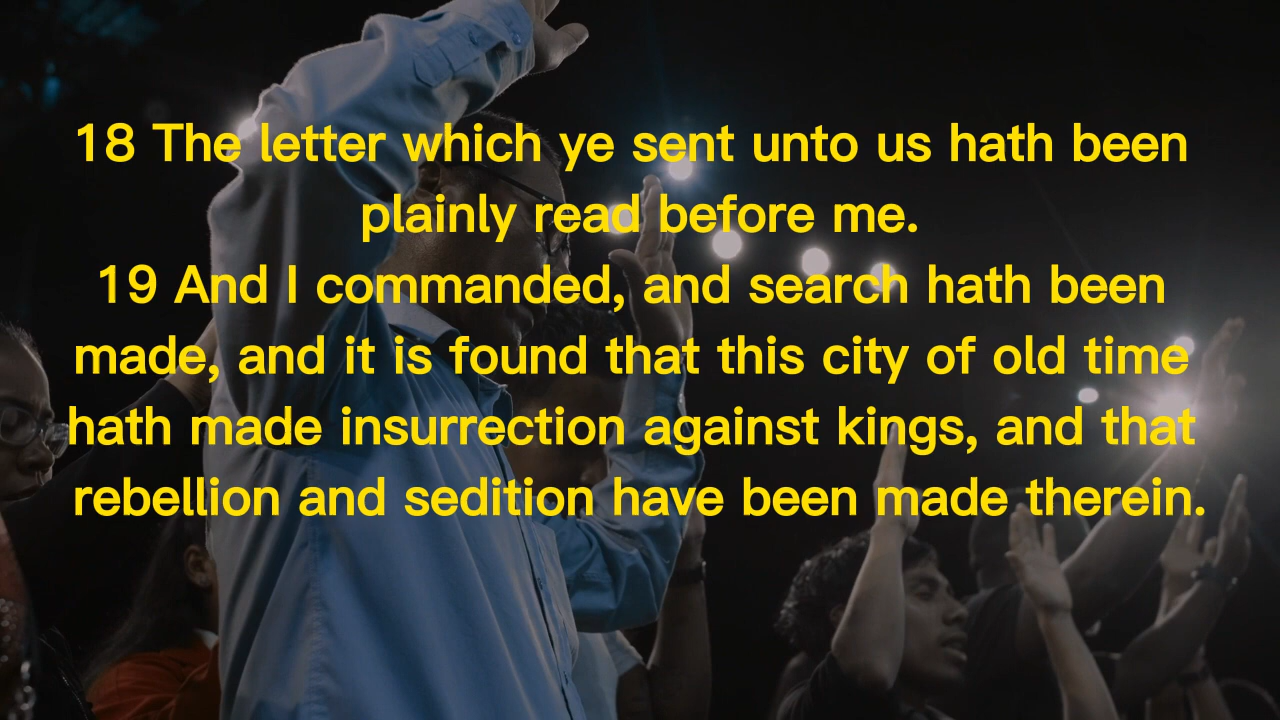 18 The letter which ye sent unto us hath been
plainly read before me.
19 And I commanded, and search hath been
made, and it is found that this city of old time
hath made insurrection against kings, and that
rebellion and sedition have been made therein.